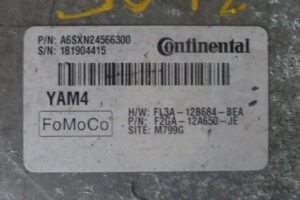 P/N: A6SXN24566300
S/N: 181904415
Continental
YAM4
FoMoCo
H/W: FL3A-12B684-BEA
P/N: F2GA-12A650-JE
SITE: M799G